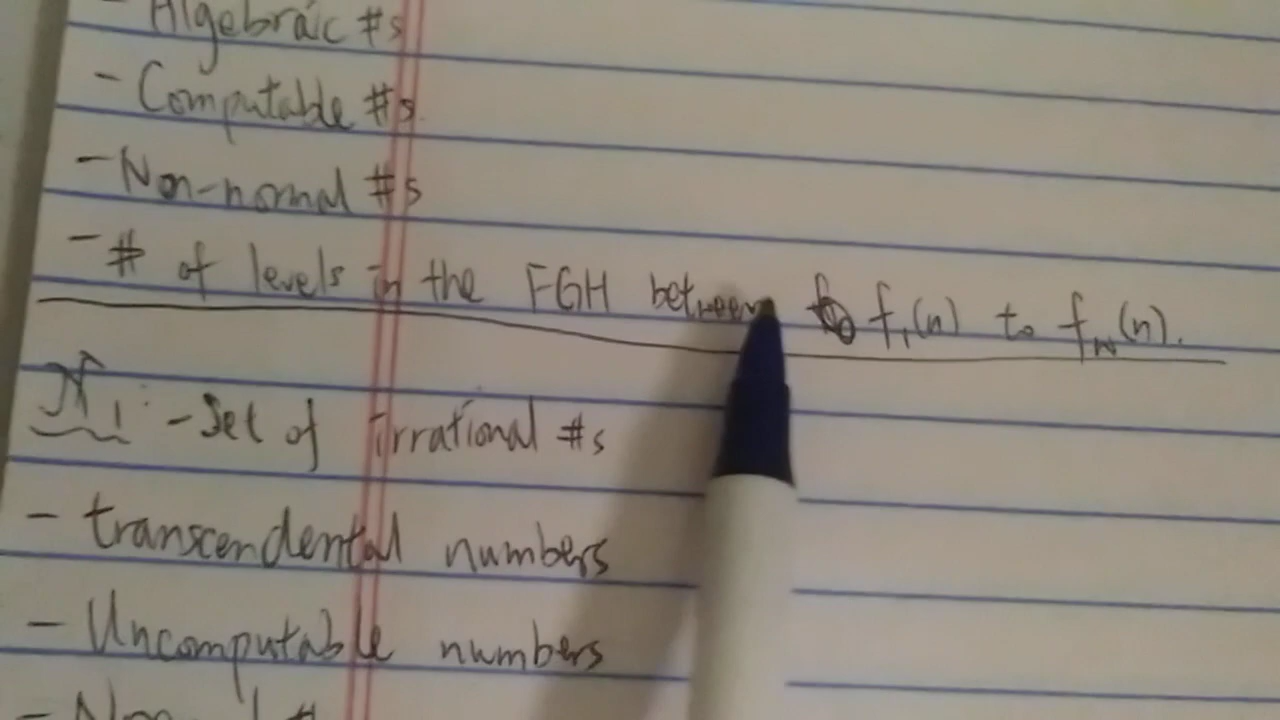 - Algebraic #s
- Computable #s
- Non-normal #s
- # of levels in the FGH between f₁(n) to f_w(n).
ℵ₁: - Set of irrational #s
- transcendental numbers
- Uncomputable numbers